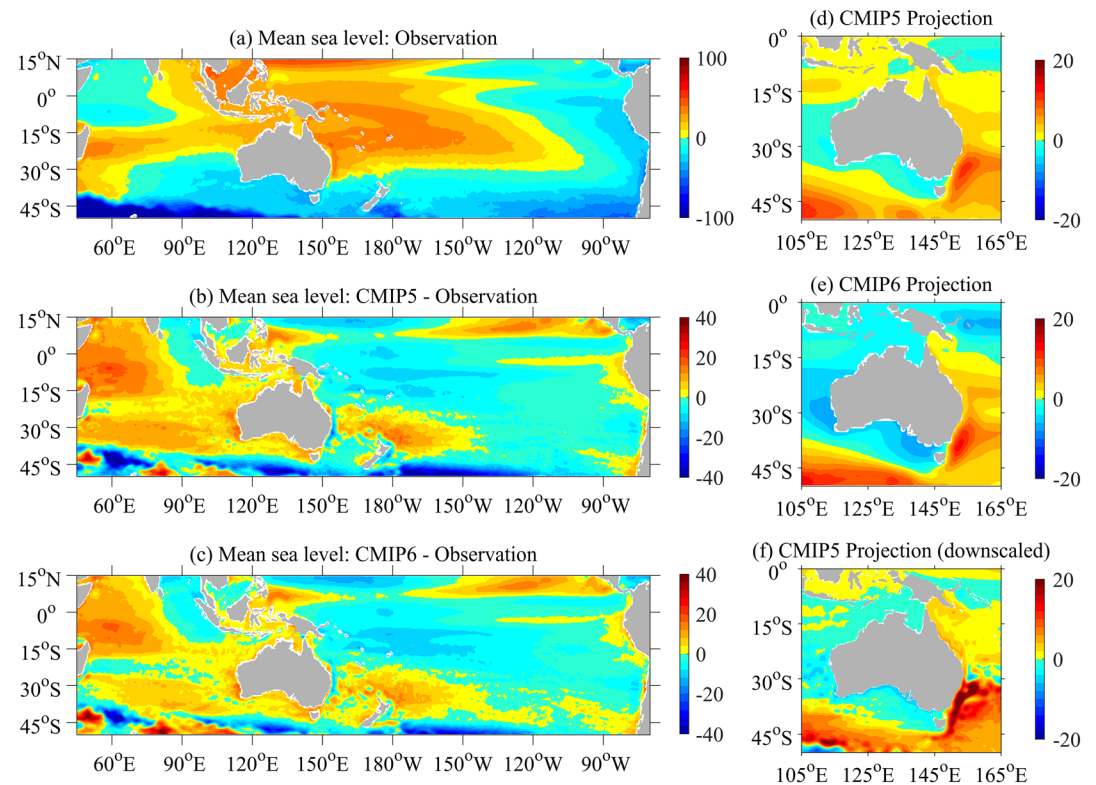 (a) Mean sea level: Observation
15°N
0°
15°S
30°S
45°S
60°E 90°E 120°E 150°E 180°W 150°W 120°W 90°W
100
0
-100
(b) Mean sea level: CMIP5 - Observation
15°N
0°
15°S
30°S
45°S
60°E 90°E 120°E 150°E 180°W 150°W 120°W 90°W
40
20
0
-20
-40
(c) Mean sea level: CMIP6 - Observation
15°N
0°
15°S
30°S
45°S
60°E 90°E 120°E 150°E 180°W 150°W 120°W 90°W
40
20
0
-20
-40
(d) CMIP5 Projection
0°
15°S
30°S
45°S
105°E 125°E 145°E 165°E
20
0
-20
(e) CMIP6 Projection
0°
15°S
30°S
45°S
105°E 125°E 145°E 165°E
20
0
-20
(f) CMIP5 Projection (downscaled)
0°
15°S
30°S
45°S
105°E 125°E 145°E 165°E
20
0
-20